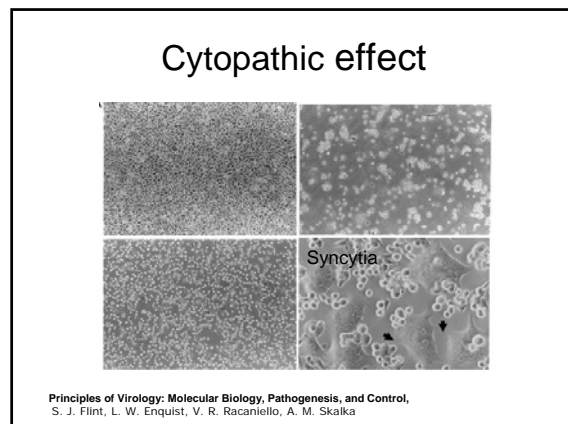 Cytopathic effect
Syncytia
Principles of Virology: Molecular Biology, Pathogenesis, and Control,
S. J. Flint, L. W. Enquist, V. R. Racaniello, A. M. Skalka